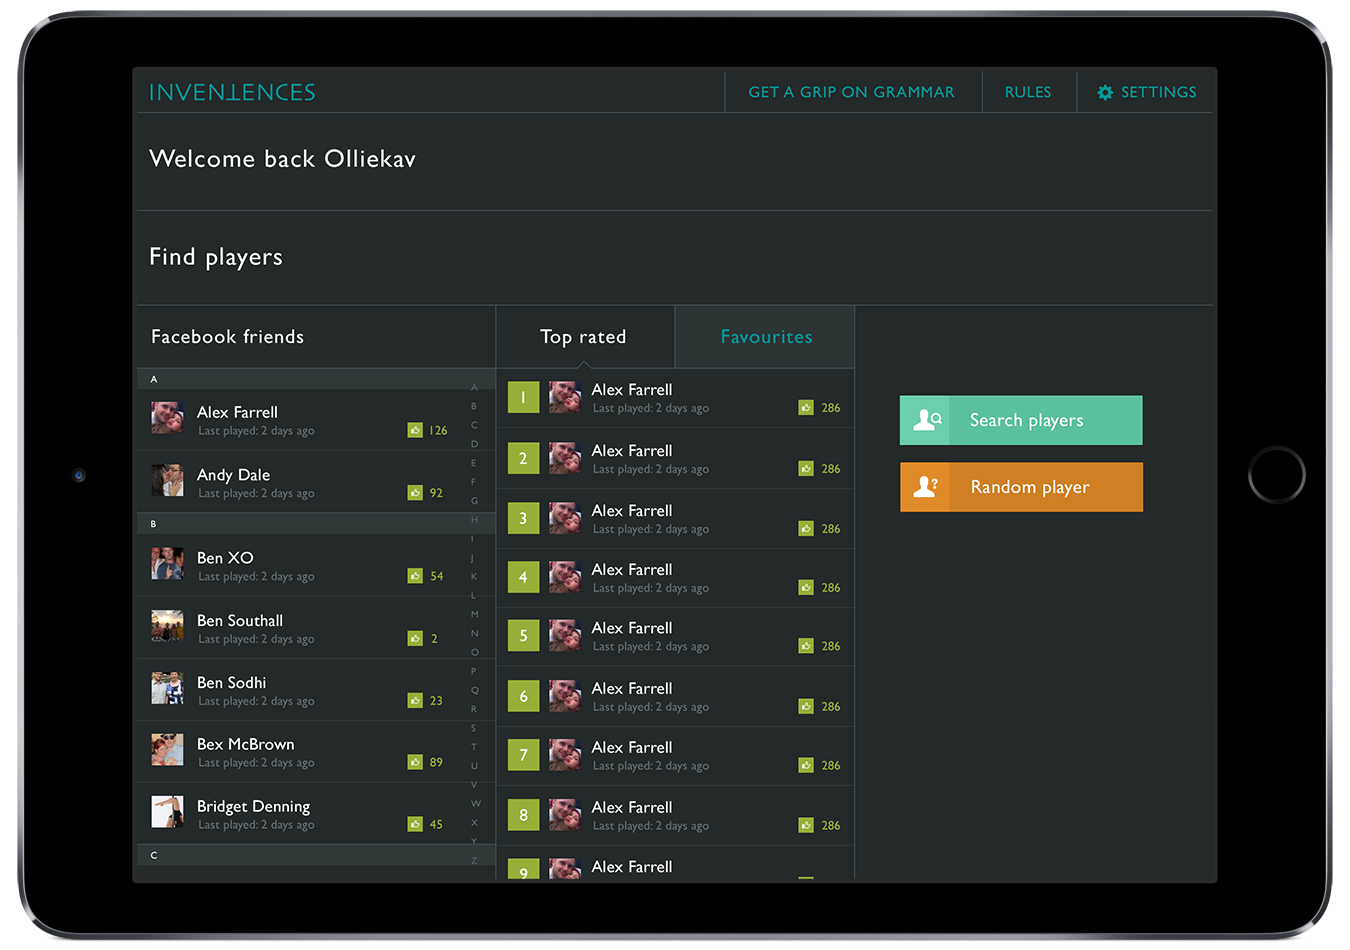 INVENTENCES
GET A GRIP ON GRAMMAR
RULES
SETTINGS
Welcome back Olliekav
Find players
Facebook friends
A
Alex Farrell
Last played: 2 days ago
126
Andy Dale
Last played: 2 days ago
92
B
Ben XO
Last played: 2 days ago
54
Ben Southall
Last played: 2 days ago
2
Ben Sodhi
Last played: 2 days ago
23
Bex McBrown
Last played: 2 days ago
89
Bridget Denning
Last played: 2 days ago
45
C
A
B
C
D
E
F
G
H
I
J
K
L
M
N
O
P
Q
R
S
T
U
V
W
X
Y
Z
Top rated
Favourites
1
Alex Farrell
Last played: 2 days ago
286
2
Alex Farrell
Last played: 2 days ago
286
3
Alex Farrell
Last played: 2 days ago
286
4
Alex Farrell
Last played: 2 days ago
286
5
Alex Farrell
Last played: 2 days ago
286
6
Alex Farrell
Last played: 2 days ago
286
7
Alex Farrell
Last played: 2 days ago
286
8
Alex Farrell
Last played: 2 days ago
286
9
Alex Farrell
Search players
Random player